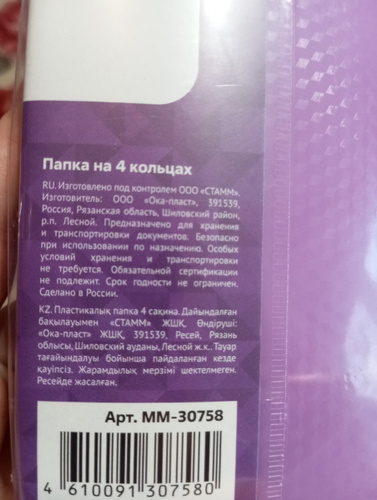 Папка на 4 кольцах
RU. Изготовлено под контролем ООО «СТАММ».
Изготовитель: ООО «Ока-пласт», 391539,
Россия, Рязанская область, Шиловский район,
р.п. Лесной. Предназначено для хранения
и транспортировки документов. Безопасно
при использовании по назначению. Особых
условий хранения и транспортировки
не требуется. Обязательной сертификации
не подлежит. Срок годности не ограничен.
Сделано в России.
KZ. Пластикалық папка 4 сақина. Дайындалған
бақылауымен «СТАММ» ЖШҚ. Өндіруші:
«Ока-пласт» ЖШҚ, 391539, Ресей, Рязань
облысы, Шиловский ауданы, Лесной ж.к.. Тауар
тағайындалуы бойынша пайдаланған кезде
қауіпсіз. Жарамдылық мерзімі шектелмеген.
Ресейде жасалған.
Арт. ММ-30758
4 610091 307580